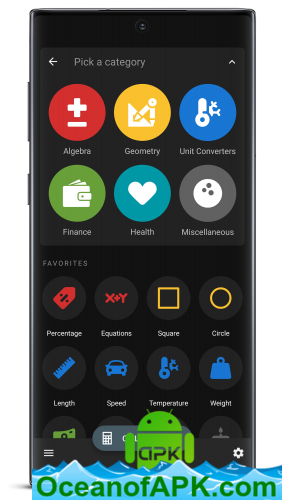 Pick a category
Algebra
Geometry
Unit Converters
Finance
Health
Miscellaneous
FAVORITES
X+Y
Percentage
Equations
Square
Circle
Length
Speed
Temperature
Weight
APK
OceanofAPK.com